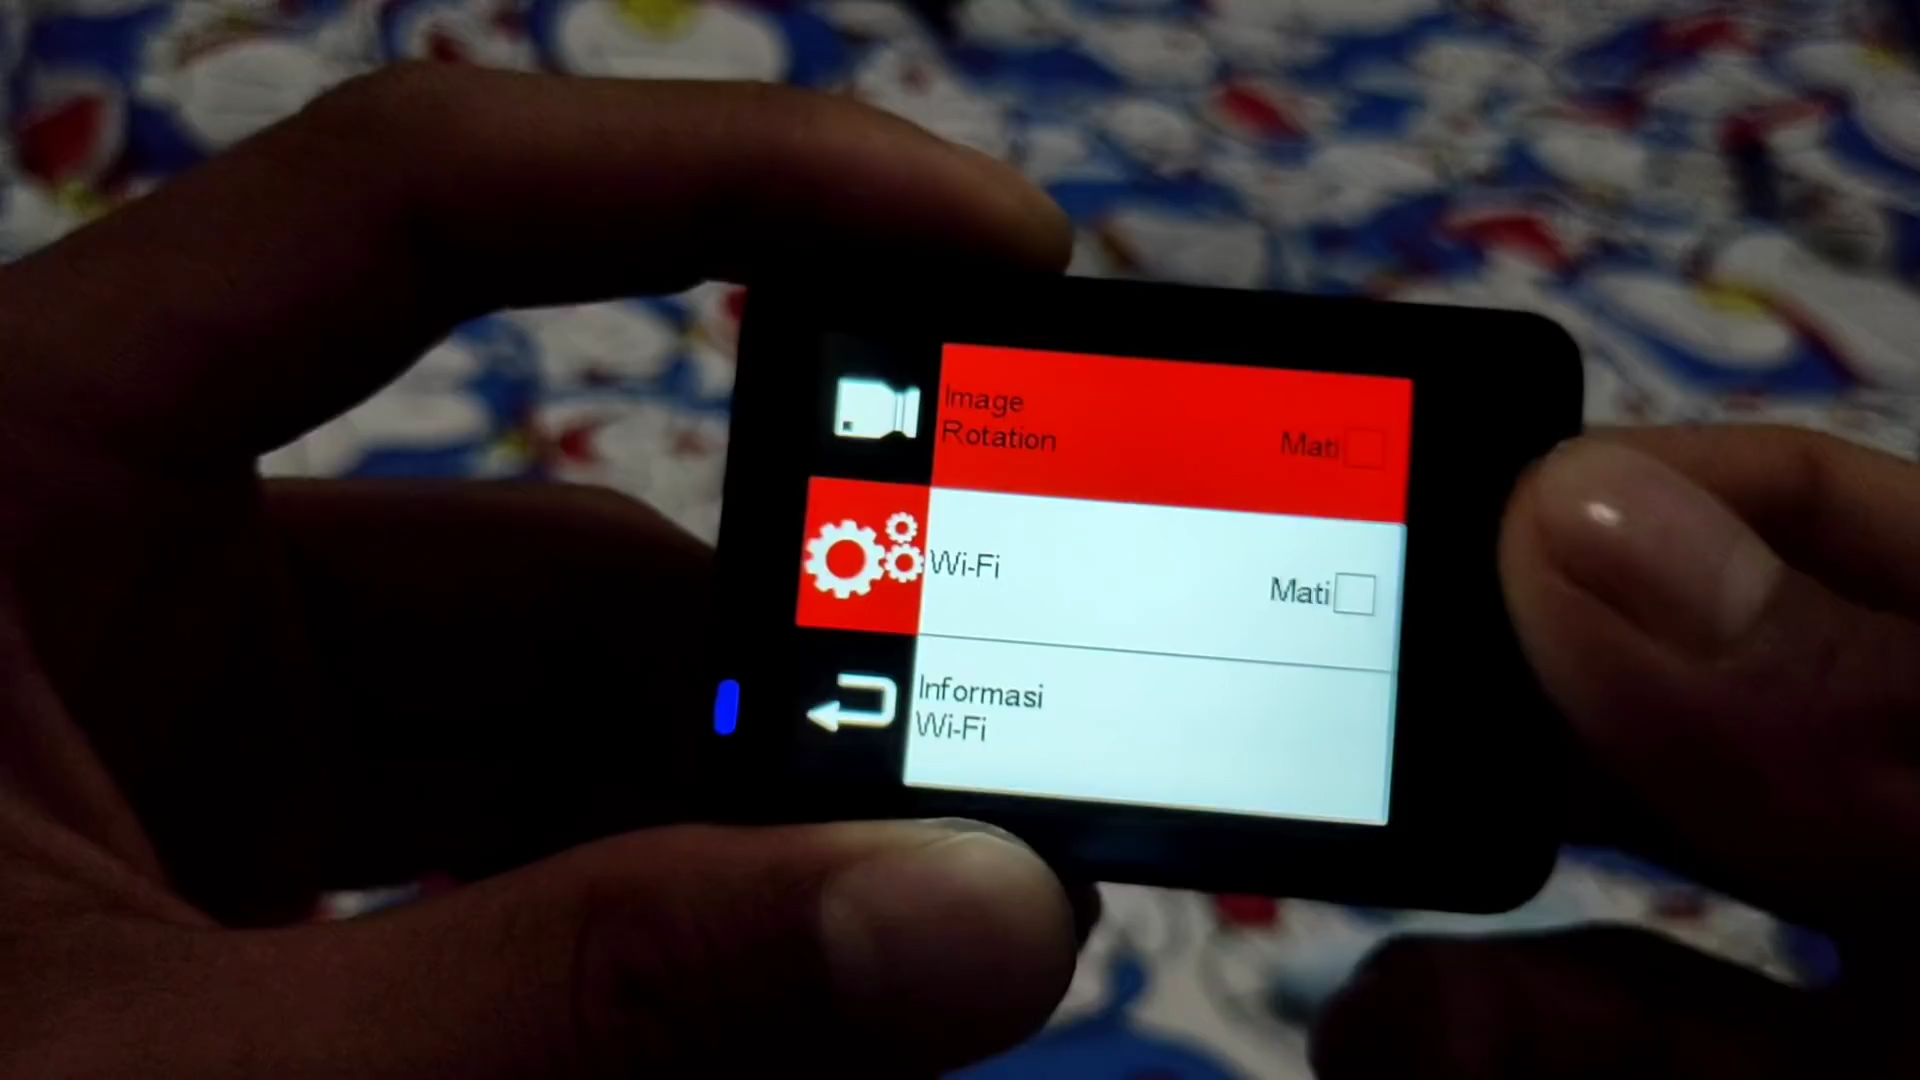 Image
Rotation Mati
Wi-Fi Mati
Informasi
Wi-Fi